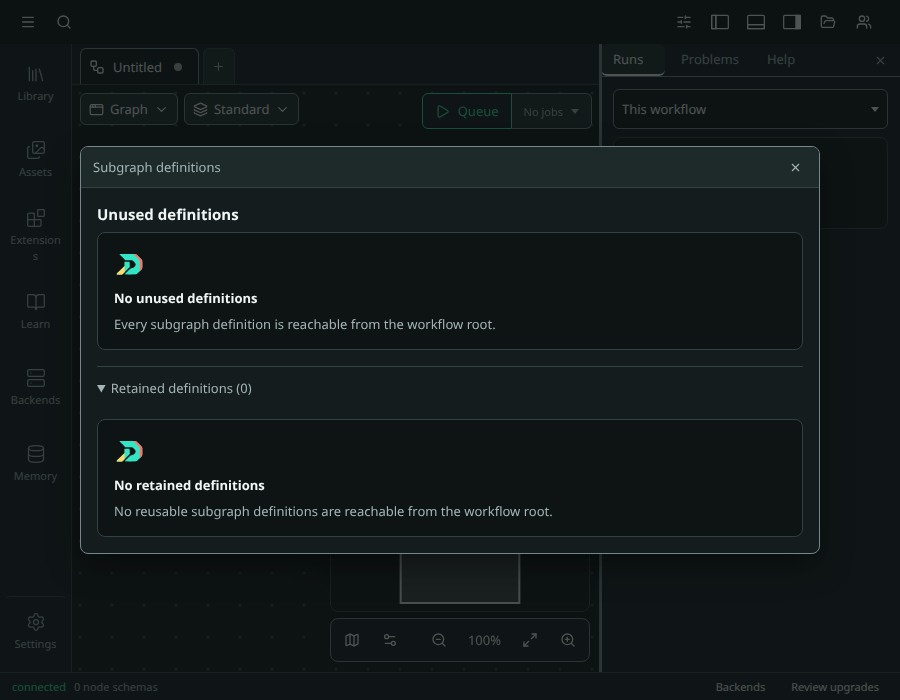 Untitled
Runs
Problems
Help
Library
Graph
Standard
Queue
No jobs
This workflow
Assets
Extension
s
Learn
Backends
Memory
Settings
Subgraph definitions
Unused definitions
No unused definitions
Every subgraph definition is reachable from the workflow root.
Retained definitions (0)
No retained definitions
No reusable subgraph definitions are reachable from the workflow root.
100%
connected
0 node schemas
Backends
Review upgrades